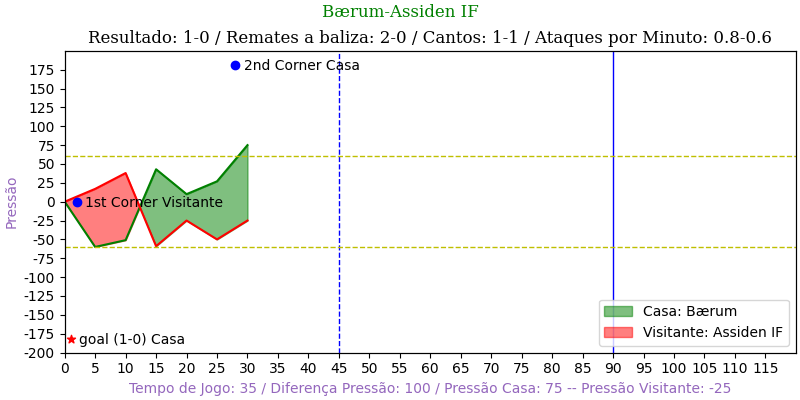 Bærum-Assiden IF
Resultado: 1-0 / Remates a baliza: 2-0 / Cantos: 1-1 / Ataques por Minuto: 0.8-0.6
175
150
125
100
75
50
25
0
-25
-50
-75
-100
-125
-150
-175
-200
Pressão
2nd Corner Casa
1st Corner Visitante
goal (1-0) Casa
Casa: Bærum
Visitante: Assiden IF
0 5 10 15 20 25 30 35 40 45 50 55 60 65 70 75 80 85 90 95 100 105 110 115
Tempo de Jogo: 35 / Diferença Pressão: 100 / Pressão Casa: 75 -- Pressão Visitante: -25